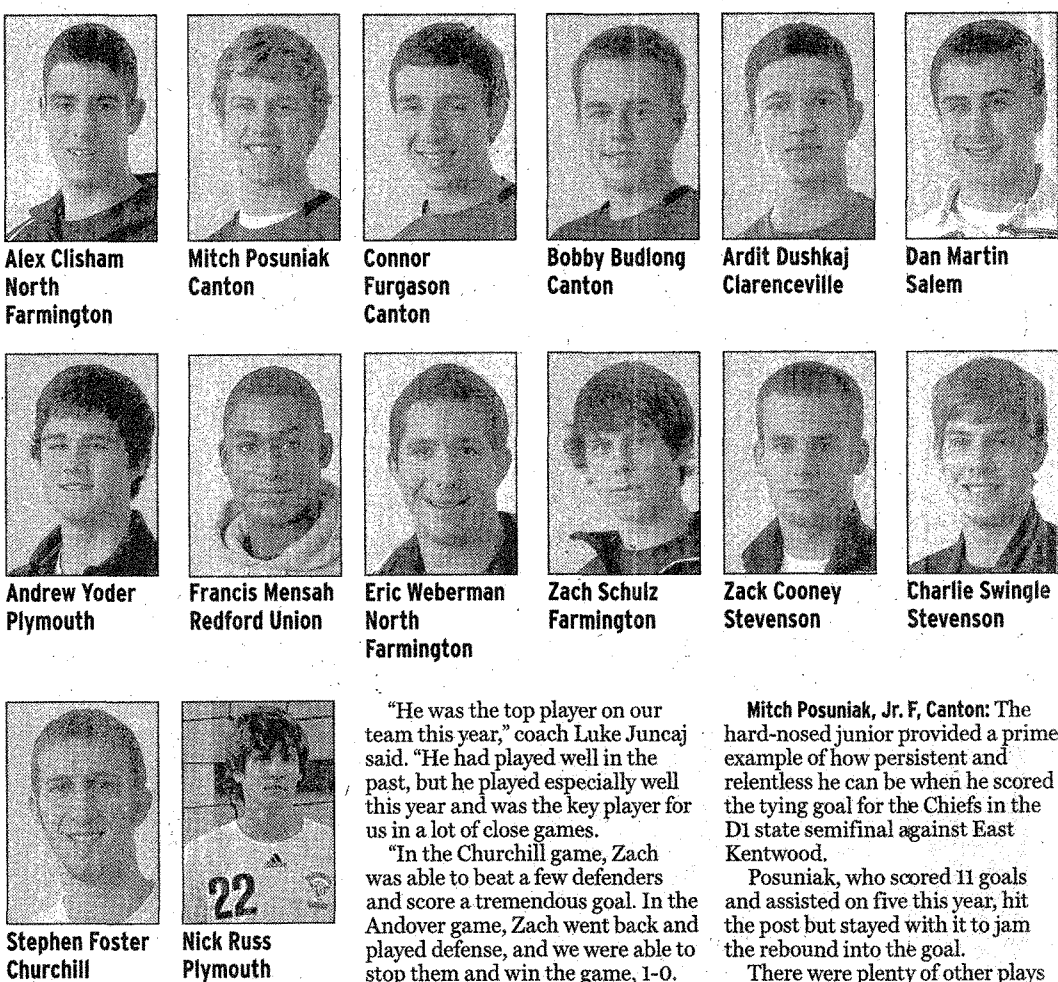 Alex Clisham
North
Farmington
Mitch Posuniak
Canton
Connor
Furgason
Canton
Bobby Budlong
Canton
Ardit Dushkaj
Clarenceville
Dan Martin
Salem
Andrew Yoder
Plymouth
Francis Mensah
Redford Union
Eric Weberman
North
Farmington
Zach Schulz
Farmington
Zack Cooney
Stevenson
Charlie Swingle
Stevenson
Stephen Foster
Churchill
22
Nick Russ
Plymouth
"He was the top player on our
team this year," coach Luke Juncaj
said. "He had played well in the
past, but he played especially well
this year and was the key player for
us in a lot of close games.
"In the Churchill game, Zach
was able to beat a few defenders
and score a tremendous goal. In the
Andover game, Zach went back and
played defense, and we were able to
stop them and win the game, 1-0.
Mitch Posuniak, Jr. F, Canton: The
hard-nosed junior provided a prime
example of how persistent and
relentless he can be when he scored
the tying goal for the Chiefs in the
D1 state semifinal against East
Kentwood.
Posuniak, who scored 11 goals
and assisted on five this year, hit
the post but stayed with it to jam
the rebound into the goal.
There were plenty of other plays